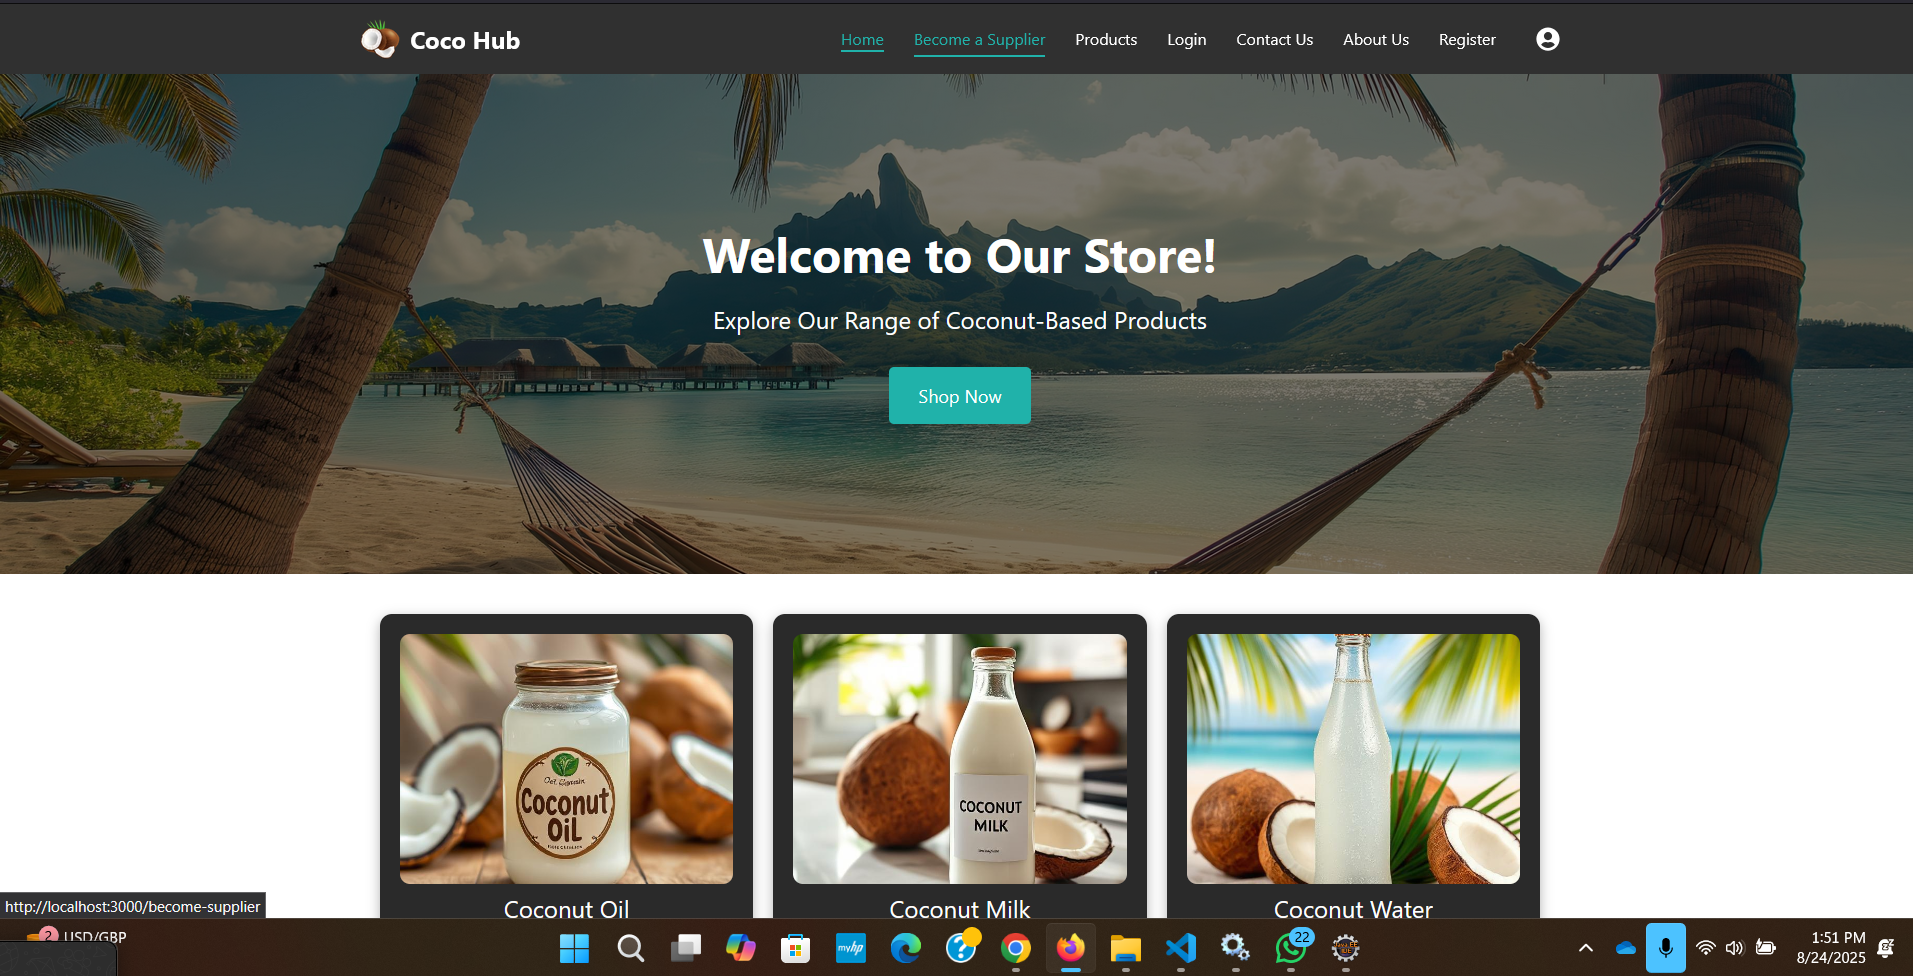 Coco Hub
Home
Become a Supplier
Products
Login
Contact Us
About Us
Register
Welcome to Our Store!
Explore Our Range of Coconut-Based Products
Shop Now
Coconut
OiL
COCONUT
MILK
Coconut Oil
Coconut Milk
Coconut Water
http://localhost:3000/become-supplier
2
USD/GBP
myhp
22
1:51 PM
8/24/2025